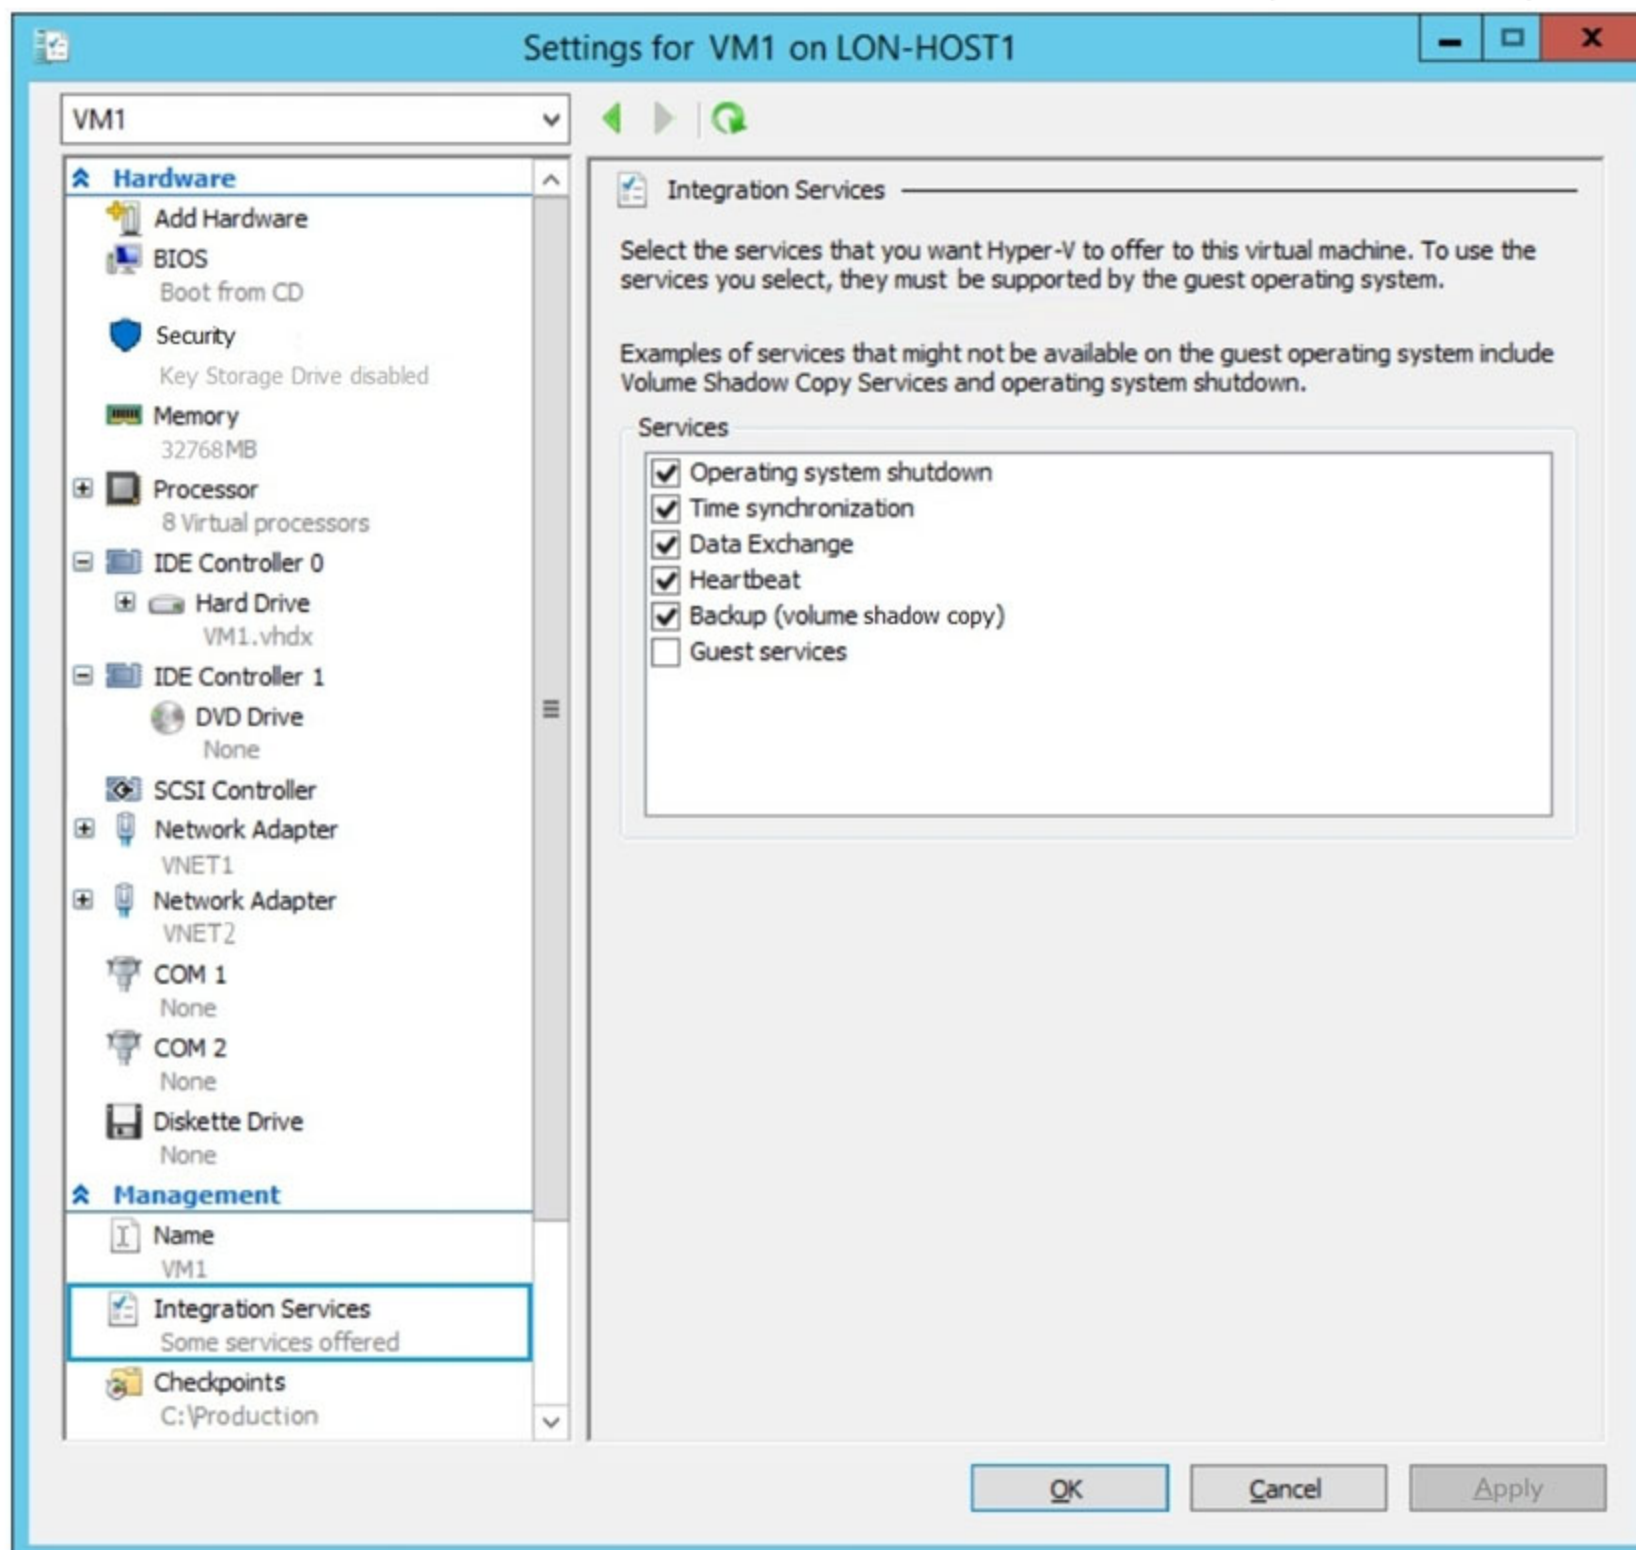 Settings for VM1 on LON-HOST1
VM1
Hardware
Add Hardware
BIOS
Boot from CD
Security
Key Storage Drive disabled
Memory
32768MB
Processor
8 Virtual processors
IDE Controller 0
Hard Drive
VM1.vhdx
IDE Controller 1
DVD Drive
None
SCSI Controller
Network Adapter
VNET1
Network Adapter
VNET2
COM 1
None
COM 2
None
Diskette Drive
None
Management
Name
VM1
Integration Services
Some services offered
Checkpoints
C:\Production
Integration Services
Select the services that you want Hyper-V to offer to this virtual machine. To use the
services you select, they must be supported by the guest operating system.
Examples of services that might not be available on the guest operating system include
Volume Shadow Copy Services and operating system shutdown.
Services
Operating system shutdown
Time synchronization
Data Exchange
Heartbeat
Backup (volume shadow copy)
Guest services
OK
Cancel
Apply